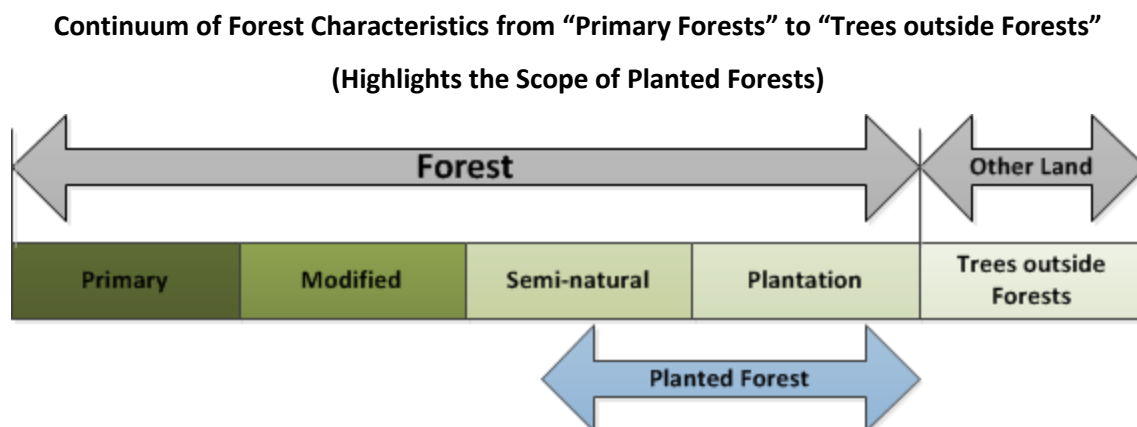 Continuum of Forest Characteristics from “Primary Forests” to “Trees outside Forests”
(Highlights the Scope of Planted Forests)
Forest
Other Land
Primary
Modified
Semi-natural
Plantation
Trees outside
Forests
Planted Forest